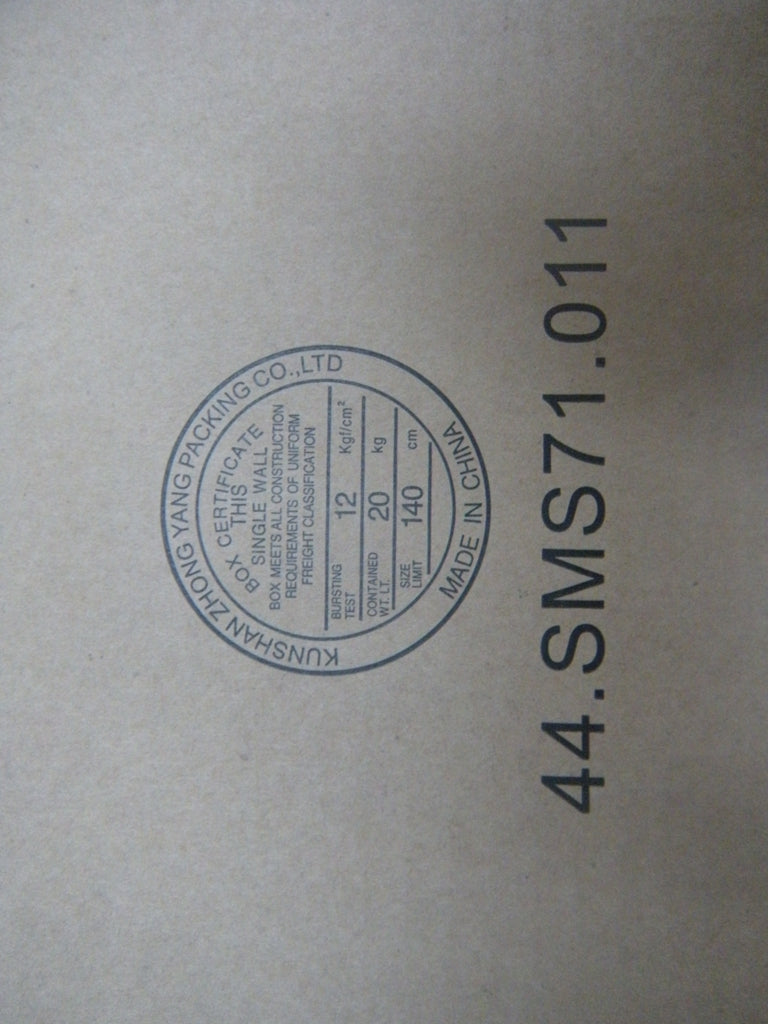 KUNSHAN ZHONG YANG PACKING CO.,LTD
BOX CERTIFICATE
THIS
SINGLE WALL
BOX MEETS ALL CONSTRUCTION
REQUIREMENTS OF UNIFORM
FREIGHT CLASSIFICATION
BURSTING TEST 12 Kgf/cm²
CONTAINED WT. LT. 20 kg
SIZE LIMIT 140 cm
MADE IN CHINA
44.SMS71.011